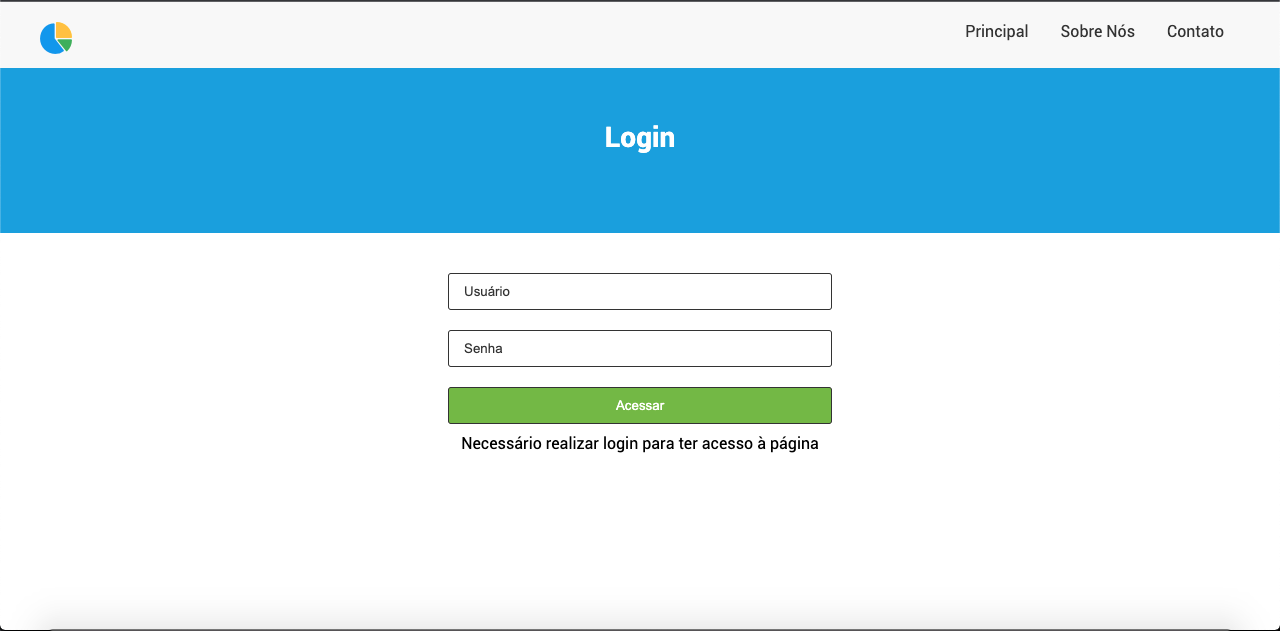 Principal Sobre Nós Contato
Login
Usuário
Senha
Acessar
Necessário realizar login para ter acesso à página